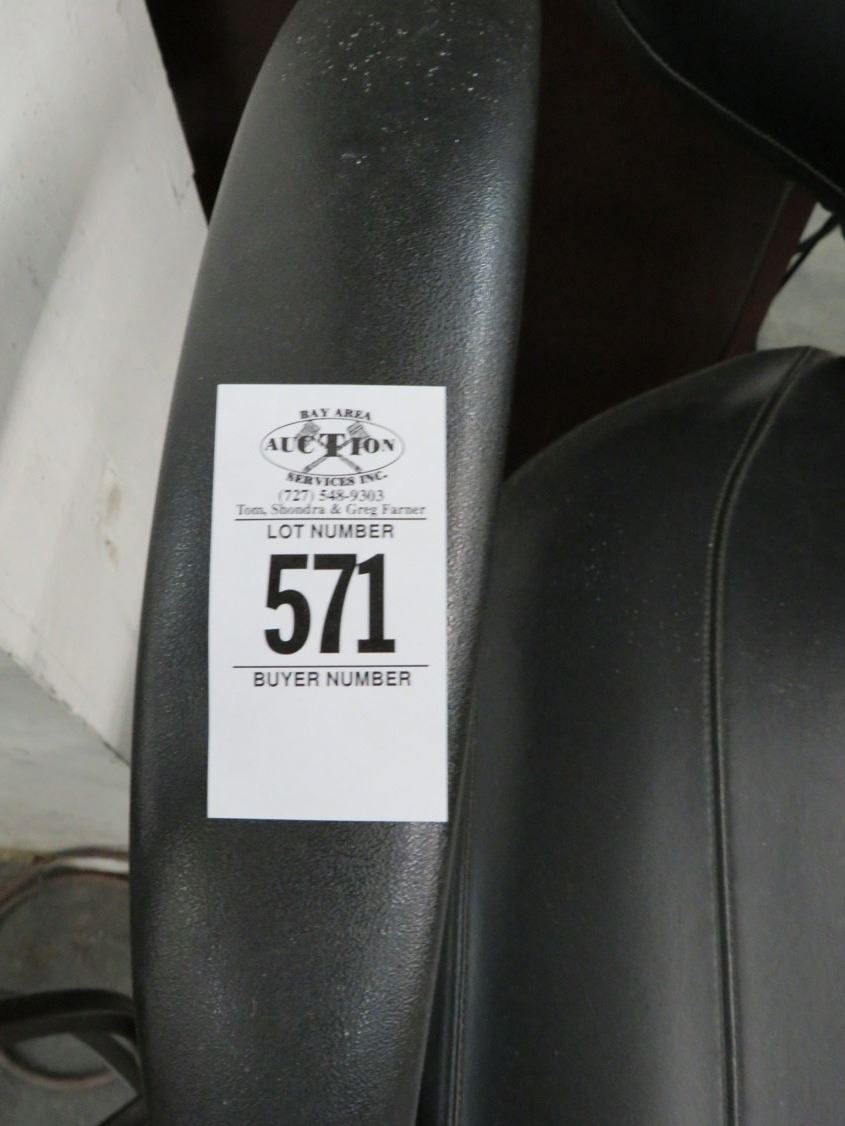 BAY AREA
AUCTION
SERVICES INC.
(727) 548-9303
Tom, Shondra & Greg Farner
LOT NUMBER
571
BUYER NUMBER